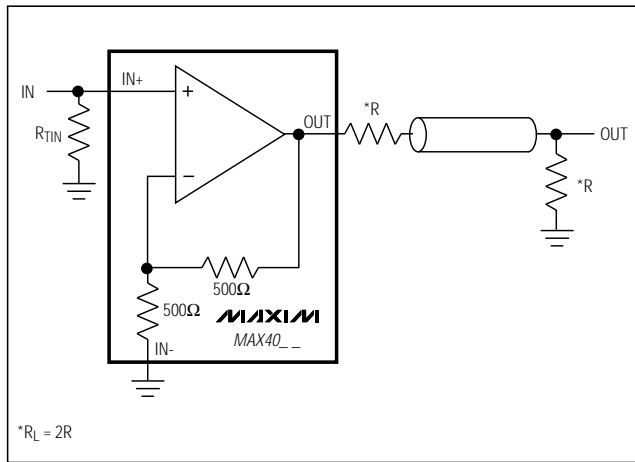 IN
IN+
R_TIN
+
−
OUT
*R
OUT
*R
500Ω
500Ω
MAXIM
MAX40_ _
IN-
*R_L = 2R